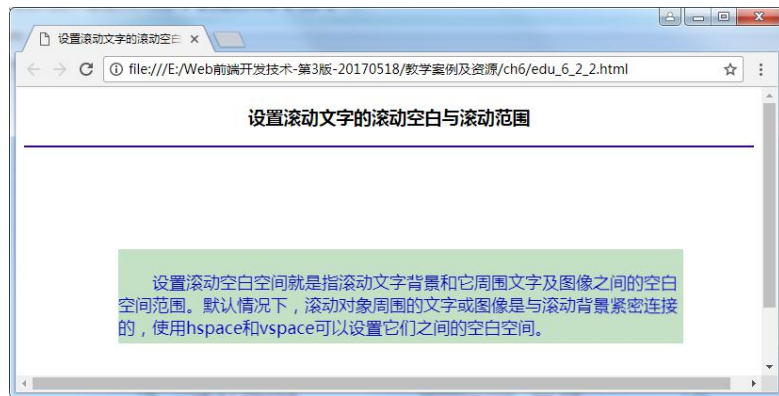 设置滚动文字的滚动空白
file:///E:/Web前端开发技术-第3版-20170518/教学案例及资源/ch6/edu_6_2_2.html
设置滚动文字的滚动空白与滚动范围
设置滚动空白空间就是指滚动文字背景和它周围文字及图像之间的空白
空间范围。默认情况下，滚动对象周围的文字或图像是与滚动背景紧密连接
的，使用hspace和vspace可以设置它们之间的空白空间。